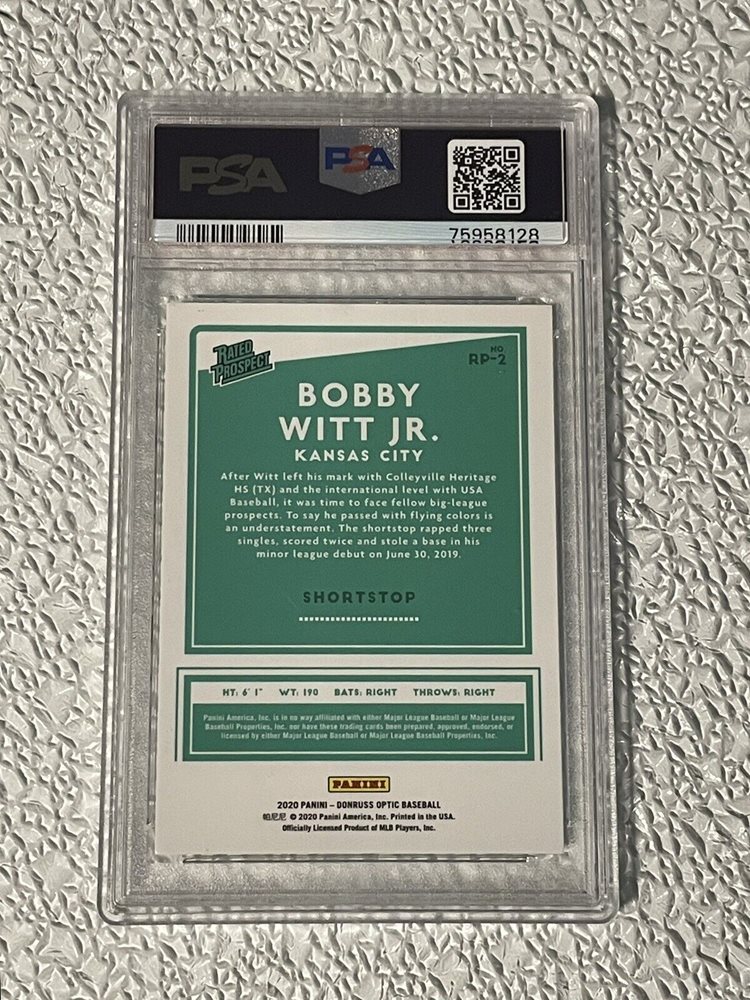 PSA
PSA
75958128
RATED
PROSPECT
NO.
RP-2
BOBBY
WITT JR.
KANSAS CITY
After Witt left his mark with Colleyville Heritage
HS (TX) and the international level with USA
Baseball, it was time to face fellow big-league
prospects. To say he passed with flying colors is
an understatement. The shortstop rapped three
singles, scored twice and stole a base in his
minor league debut on June 30, 2019.
SHORTSTOP
HT: 6' 1" WT: 190 BATS: RIGHT THROWS: RIGHT
Panini America, Inc. is in no way affiliated with either Major League Baseball or Major League
Baseball Properties, Inc. nor have these trading cards been prepared, approved, endorsed, or
licensed by either Major League Baseball or Major League Baseball Properties, Inc.
PANINI
2020 PANINI – DONRUSS OPTIC BASEBALL
帕尼尼 © 2020 Panini America, Inc. Printed in the USA.
Officially Licensed Product of MLB Players, Inc.